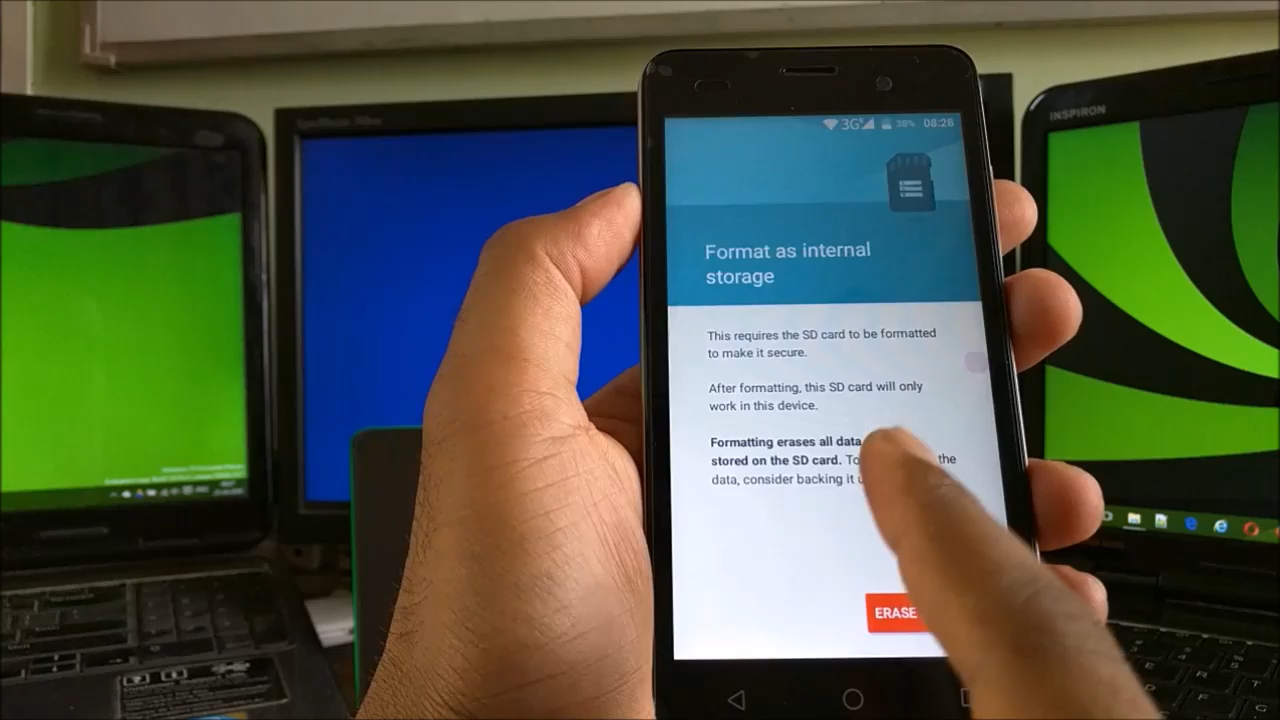 INSPIRON
3G 38% 08:26
Format as internal
storage
This requires the SD card to be formatted
to make it secure.
After formatting, this SD card will only
work in this device.
Formatting erases all data
stored on the SD card. To the
data, consider backing it
ERASE